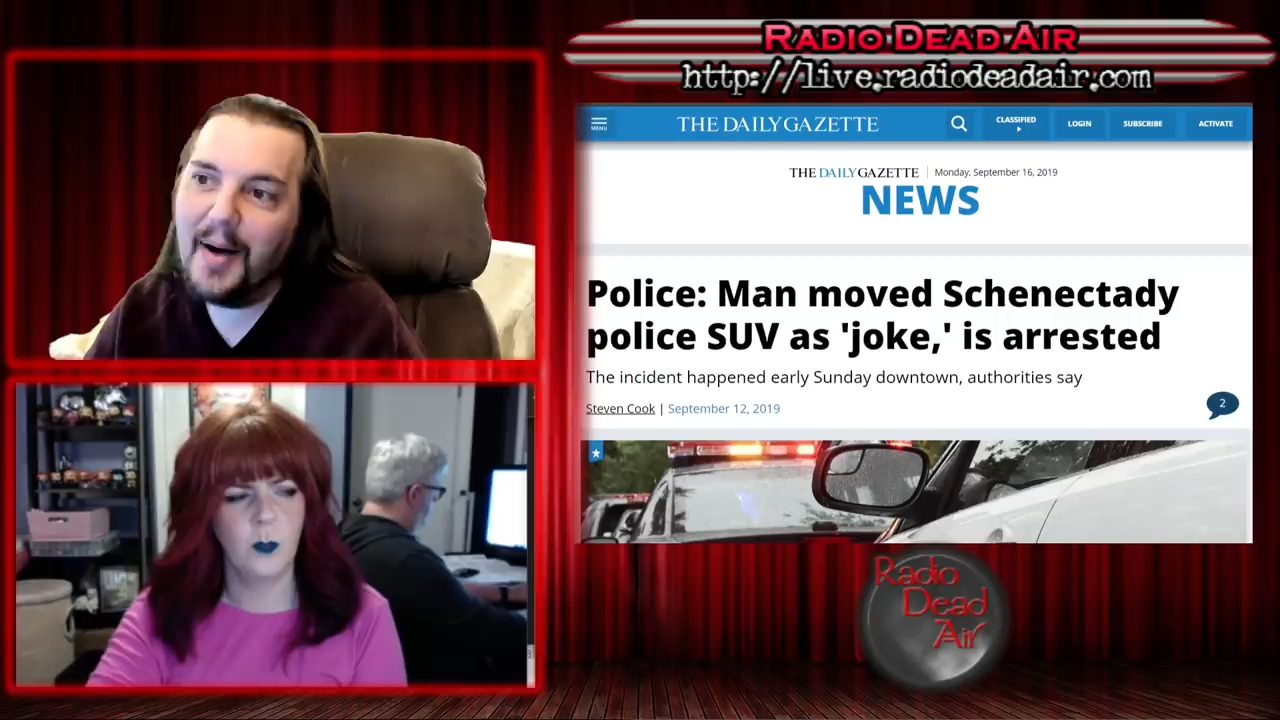 RADIO DEAD AIR
http://live.radiodeadair.com
MENU
THE DAILY GAZETTE
CLASSIFIED
LOGIN
SUBSCRIBE
ACTIVATE
THE DAILY GAZETTE | Monday, September 16, 2019
NEWS
Police: Man moved Schenectady
police SUV as 'joke,' is arrested
The incident happened early Sunday downtown, authorities say
Steven Cook | September 12, 2019
2
Radio
Dead
Air